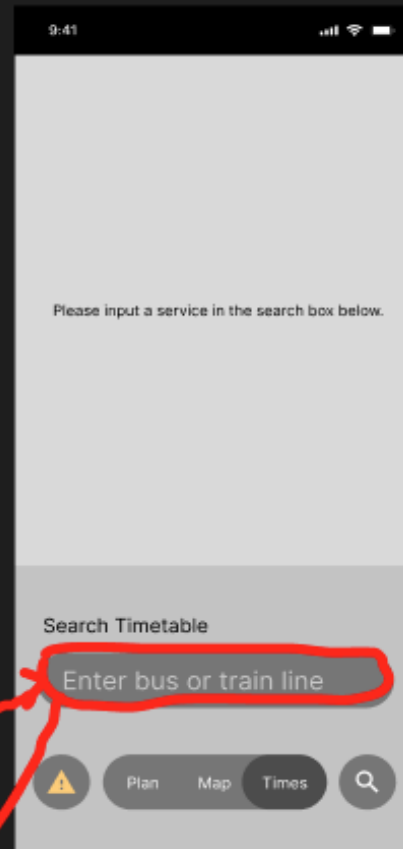 9:41
Please input a service in the search box below.
Search Timetable
Enter bus or train line
Plan Map Times